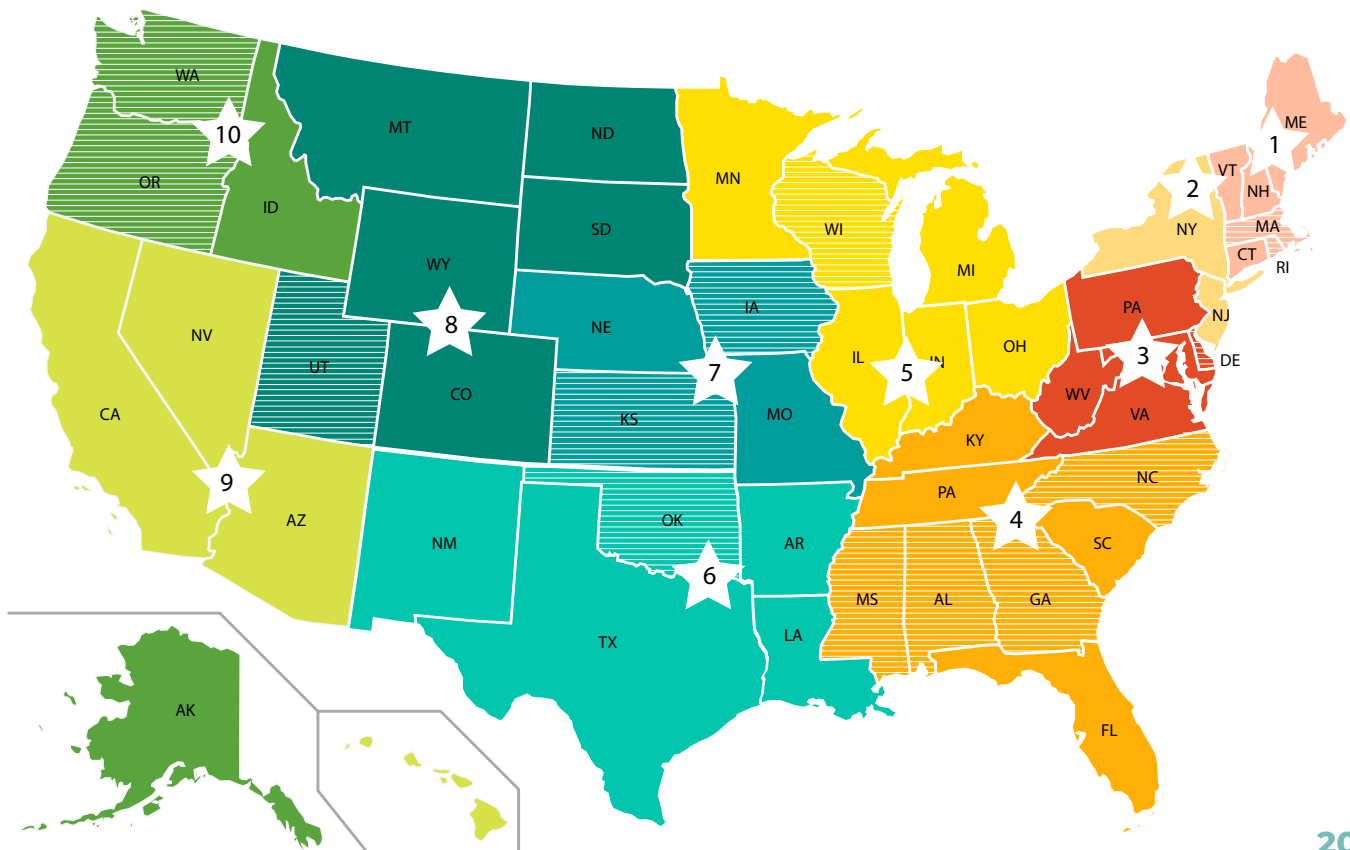 WA
10
OR
ID
MT
ND
SD
WY
8
NE
UT
CO
KS
NV
CA
9
AZ
NM
OK
6
TX
AR
LA
MN
WI
MI
IA
7
MO
IL
5
IN
OH
ME
1
VT
NH
2
NY
MA
CT
RI
PA
NJ
3
DE
WV
VA
KY
PA
NC
4
SC
MS
AL
GA
FL
AK